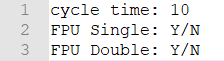 1 cycle time: 10
2 FPU Single: Y/N
3 FPU Double: Y/N